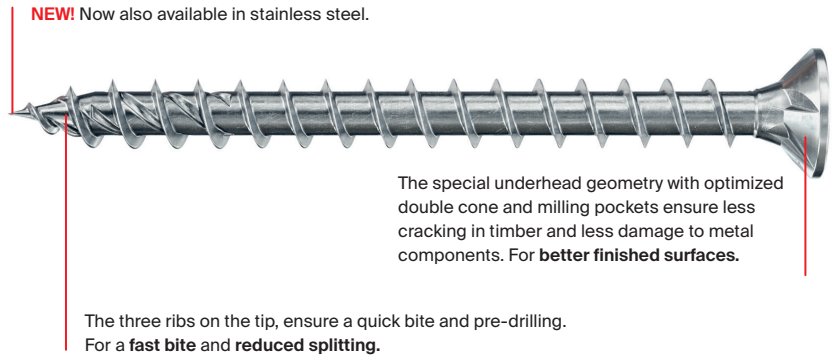 NEW! Now also available in stainless steel.
The special underhead geometry with optimized
double cone and milling pockets ensure less
cracking in timber and less damage to metal
components. For better finished surfaces.
The three ribs on the tip, ensure a quick bite and pre-drilling.
For a fast bite and reduced splitting.